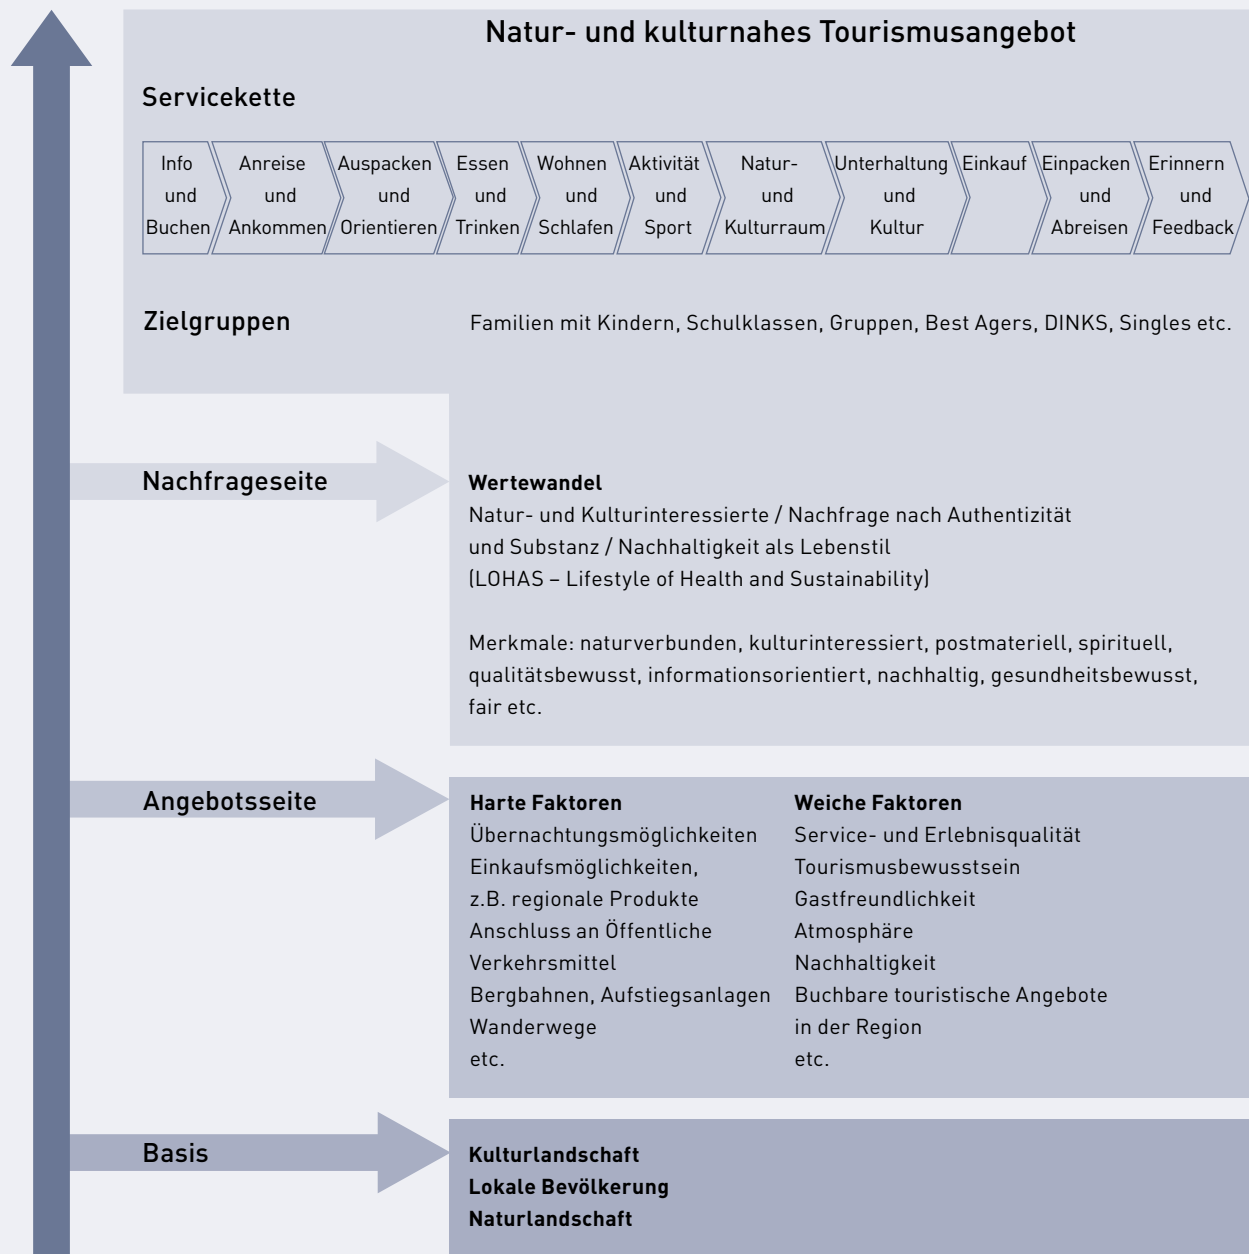 Natur- und kulturnahes Tourismusangebot
Servicekette
Info
und
Buchen
Anreise
und
Ankommen
Auspacken
und
Orientieren
Essen
und
Trinken
Wohnen
und
Schlafen
Aktivität
und
Sport
Natur-
und
Kulturraum
Unterhaltung
und
Kultur
Einkauf
Einpacken
und
Abreisen
Erinnern
und
Feedback
Zielgruppen
Familien mit Kindern, Schulklassen, Gruppen, Best Agers, DINKS, Singles etc.
Nachfrageseite
Wertewandel
Natur- und Kulturinteressierte / Nachfrage nach Authentizität
und Substanz / Nachhaltigkeit als Lebenstil
(LOHAS – Lifestyle of Health and Sustainability)
Merkmale: naturverbunden, kulturinteressiert, postmateriell, spirituell,
qualitätsbewusst, informationsorientiert, nachhaltig, gesundheitsbewusst,
fair etc.
Angebotsseite
Harte Faktoren
Übernachtungsmöglichkeiten
Einkaufsmöglichkeiten,
z.B. regionale Produkte
Anschluss an Öffentliche
Verkehrsmittel
Bergbahnen, Aufstiegsanlagen
Wanderwege
etc.
Weiche Faktoren
Service- und Erlebnisqualität
Tourismusbewusstsein
Gastfreundlichkeit
Atmosphäre
Nachhaltigkeit
Buchbare touristische Angebote
in der Region
etc.
Basis
Kulturlandschaft
Lokale Bevölkerung
Naturlandschaft